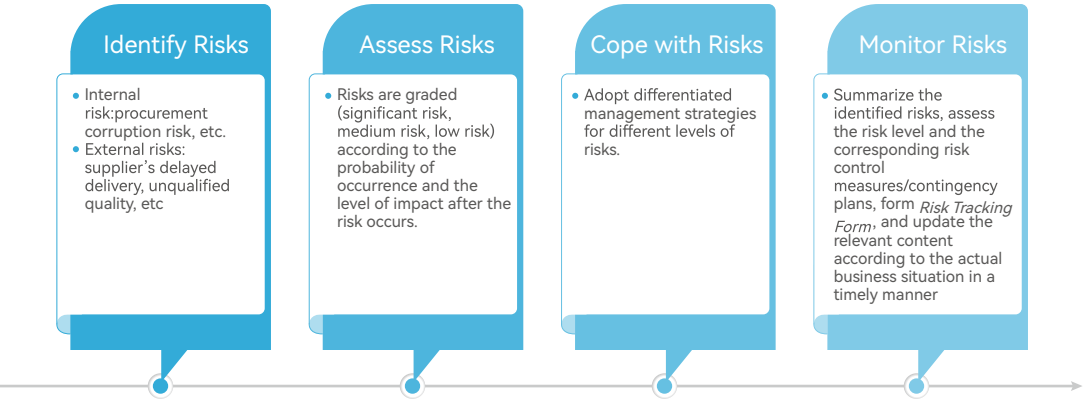 Identify Risks
• Internal
risk:procurement
corruption risk, etc.
• External risks:
supplier's delayed
delivery, unqualified
quality, etc
Assess Risks
• Risks are graded
(significant risk,
medium risk, low risk)
according to the
probability of
occurrence and the
level of impact after the
risk occurs.
Cope with Risks
• Adopt differentiated
management strategies
for different levels of
risks.
Monitor Risks
• Summarize the
identified risks, assess
the risk level and the
corresponding risk
control
measures/contingency
plans, form Risk Tracking
Form, and update the
relevant content
according to the actual
business situation in a
timely manner